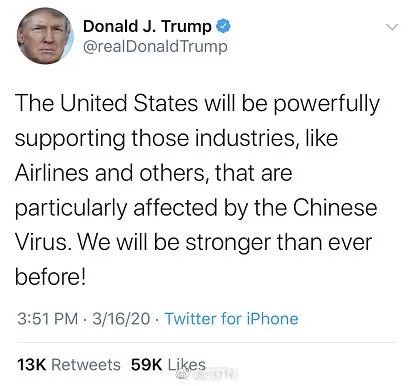 Donald J. Trump
@realDonaldTrump
The United States will be powerfully
supporting those industries, like
Airlines and others, that are
particularly affected by the Chinese
Virus. We will be stronger than ever
before!
3:51 PM · 3/16/20 · Twitter for iPhone
13K Retweets 59K Likes
@CGTN